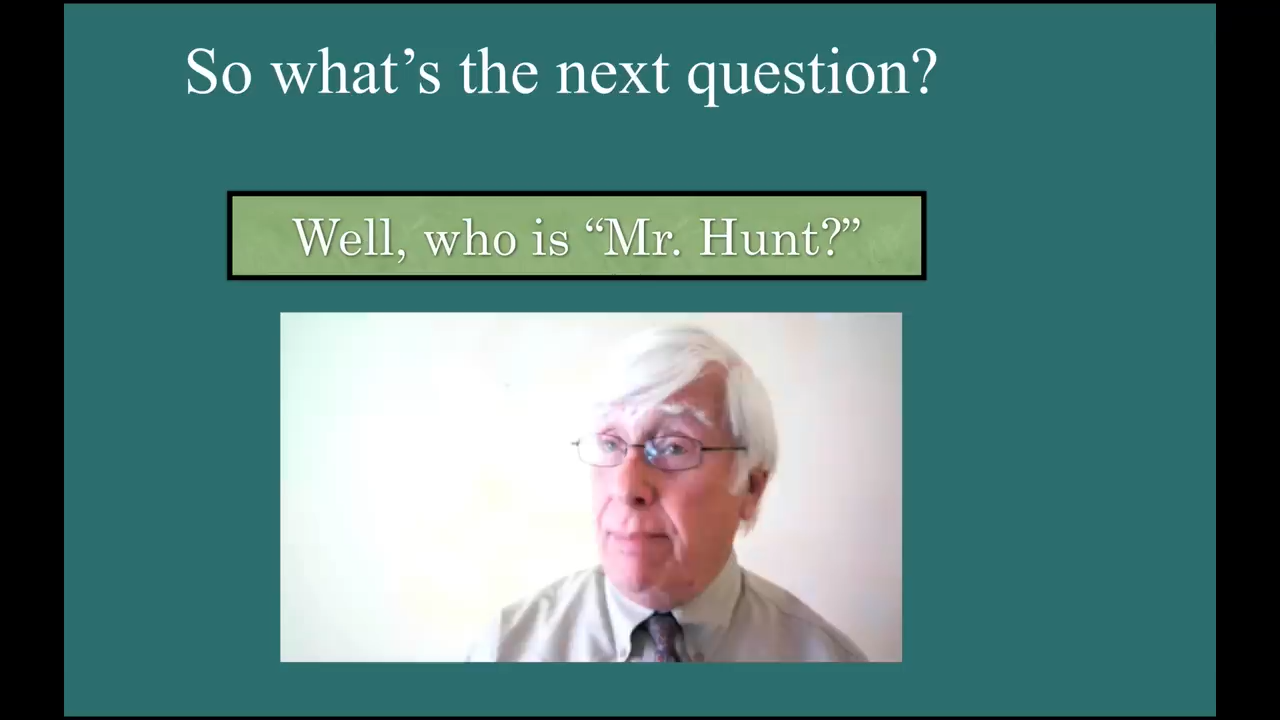 So what’s the next question?
Well, who is “Mr. Hunt?”